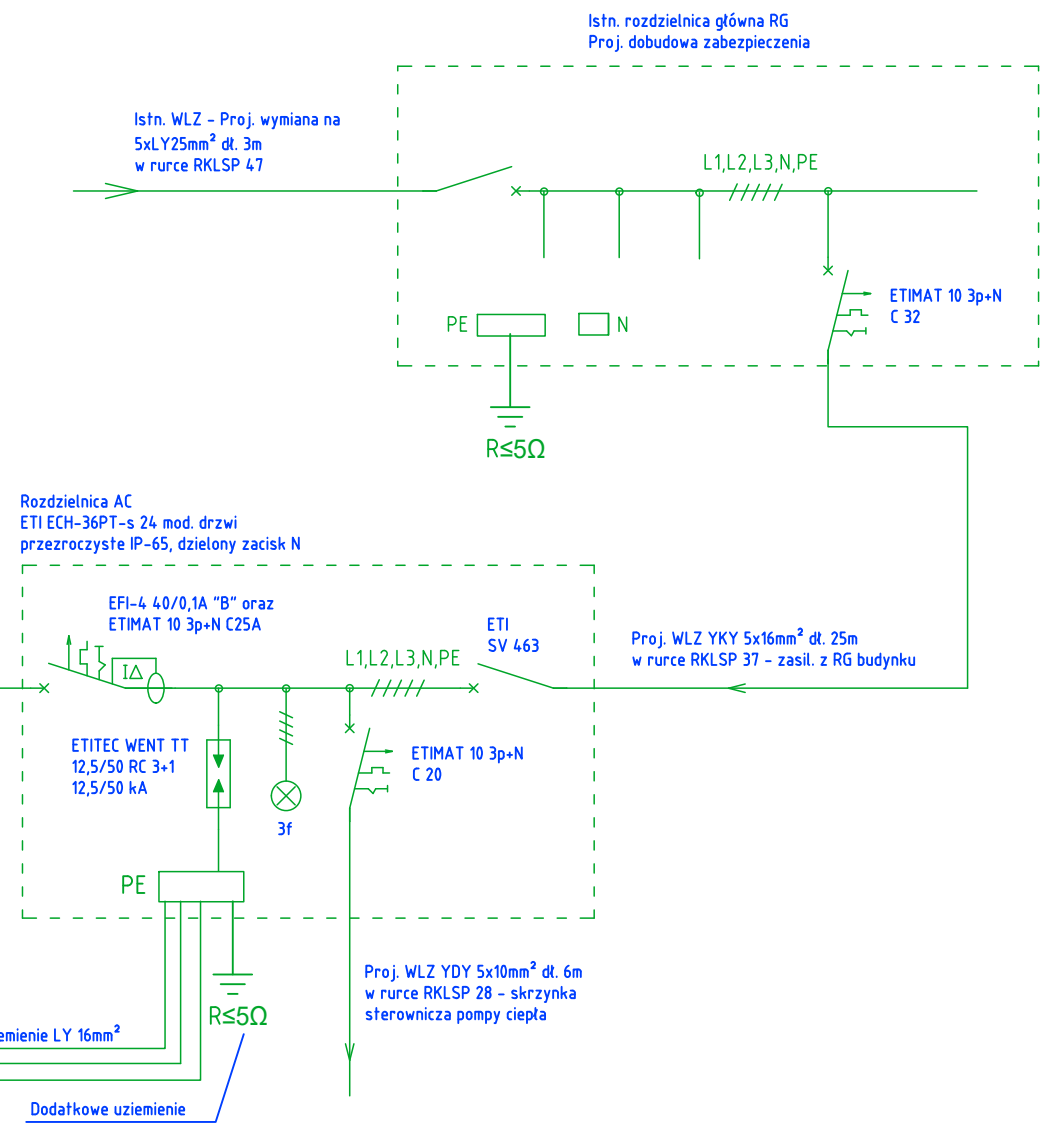 Istn. rozdzielnica główna RG
Proj. dobudowa zabezpieczenia
Istn. WLZ - Proj. wymiana na
5xLY25mm² dł. 3m
w rurce RKLSP 47
L1,L2,L3,N,PE
ETIMAT 10 3p+N
C 32
PE
N
R≤5Ω
Rozdzielnica AC
ETI ECH-36PT-s 24 mod. drzwi
przezroczyste IP-65, dzielony zacisk N
EFI-4 40/0,1A "B" oraz
ETIMAT 10 3p+N C25A
IΔ
L1,L2,L3,N,PE
ETI
SV 463
Proj. WLZ YKY 5x16mm² dł. 25m
w rurce RKLSP 37 - zasil. z RG budynku
ETITEC WENT TT
12,5/50 RC 3+1
12,5/50 kA
ETIMAT 10 3p+N
C 20
3f
PE
Proj. WLZ YDY 5x10mm² dł. 6m
w rurce RKLSP 28 - skrzynka
sterownicza pompy ciepła
R≤5Ω
emienie LY 16mm²
Dodatkowe uziemienie